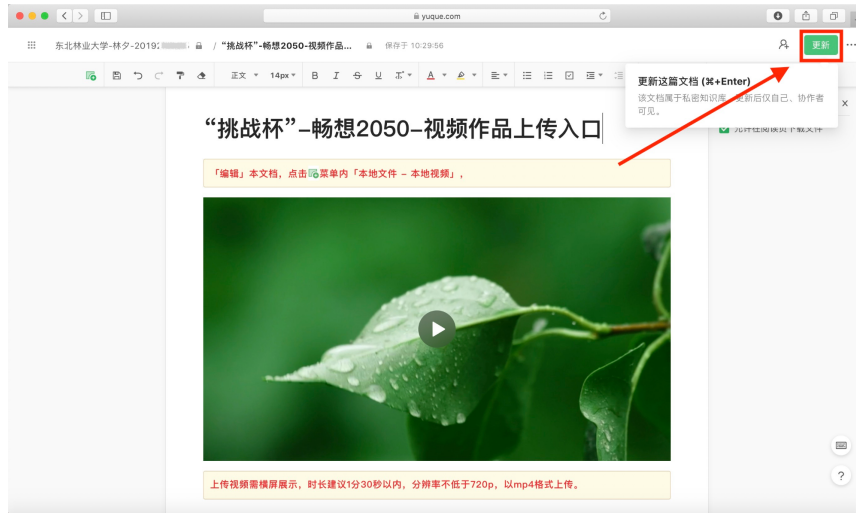 yuque.com
东北林业大学-林夕-2019 / “挑战杯”-畅想2050-视频作品... 保存于 10:29:56
更新
正文 14px B I S U A
更新这篇文档 (⌘+Enter)
该文档属于私密知识库，更新后仅自己、协作者
可见。
x
允许在阅读页下载文件
“挑战杯”–畅想2050–视频作品上传入口
「编辑」本文档，点击菜单内「本地文件 – 本地视频」，
上传视频需横屏展示，时长建议1分30秒以内，分辨率不低于720p，以mp4格式上传。
?